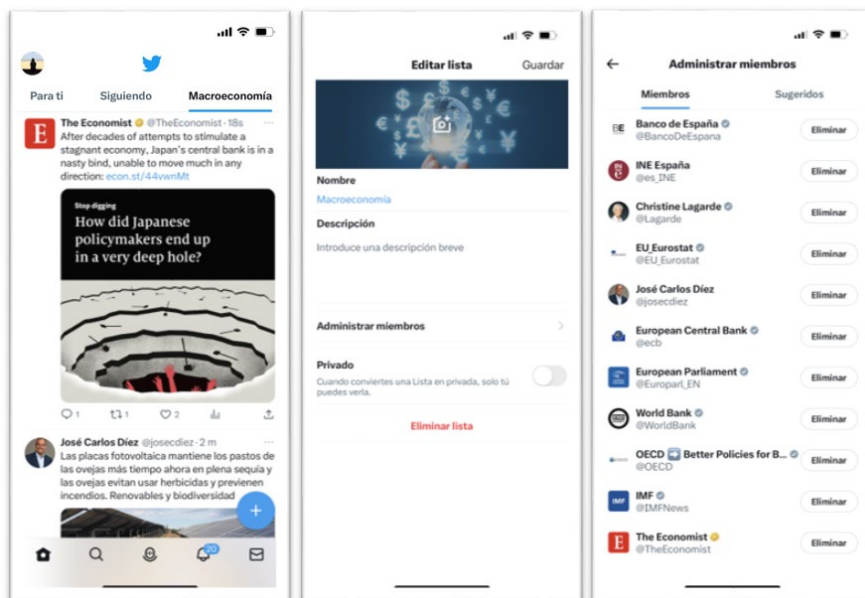 Para ti Siguiendo Macroeconomía
The Economist @TheEconomist · 18s
After decades of attempts to stimulate a
stagnant economy, Japan's central bank is in a
nasty bind, unable to move much in any
direction: econ.st/44vwnMt
Stop digging
How did Japanese
policymakers end up
in a very deep hole?
1 1 2
José Carlos Díez @josecdiez · 2 m
Las placas fotovoltaica mantiene los pastos de
las ovejas más tiempo ahora en plena sequía y
las ovejas evitan usar herbicidas y previenen
incendios. Renovables y biodiversidad
20
Editar lista Guardar
Nombre
Macroeconomía
Descripción
Introduce una descripción breve
Administrar miembros
Privado
Cuando conviertes una Lista en privada, solo tú
puedes verla.
Eliminar lista
Administrar miembros
Miembros Sugeridos
Banco de España
@BancoDeEspana
Eliminar
INE España
@es_INE
Eliminar
Christine Lagarde
@Lagarde
Eliminar
EU_Eurostat
@EU_Eurostat
Eliminar
José Carlos Díez
@josecdiez
Eliminar
European Central Bank
@ecb
Eliminar
European Parliament
@Europarl_EN
Eliminar
World Bank
@WorldBank
Eliminar
OECD ➡️ Better Policies for B...
@OECD
Eliminar
IMF
@IMFNews
Eliminar
The Economist
@TheEconomist
Eliminar